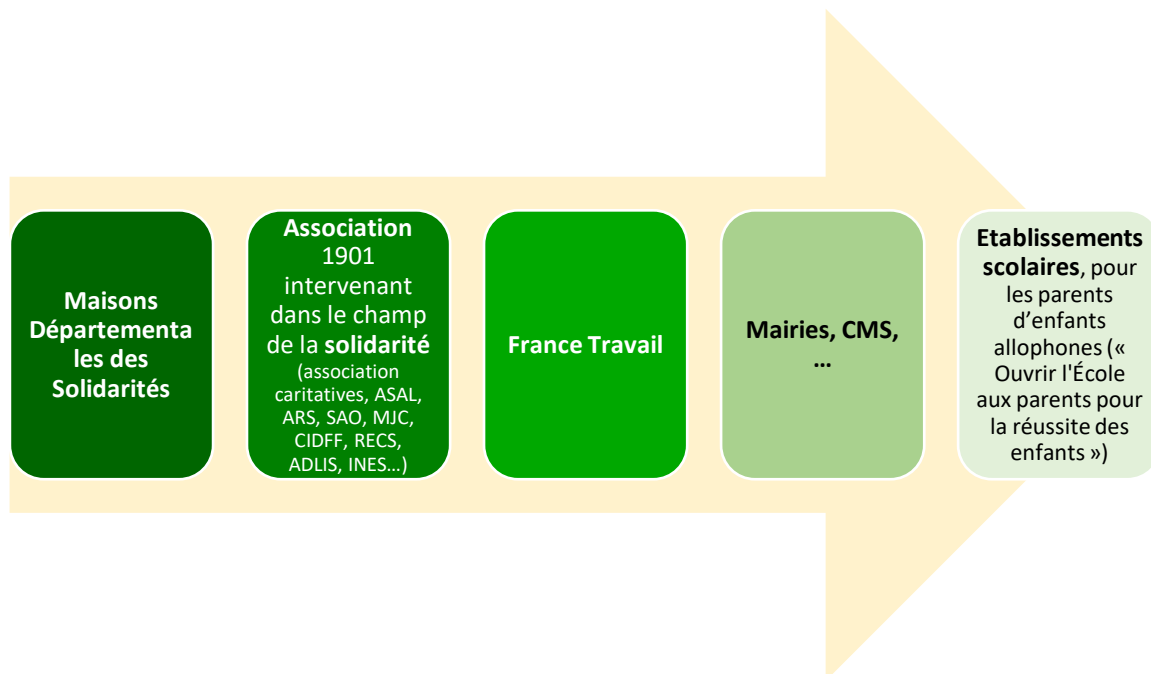 Maisons
Départementa
les des
Solidarités
Association
1901
intervenant
dans le champ
de la solidarité
(association
caritatives, ASAL,
ARS, SAO, MJC,
CIDFF, RECS,
ADLIS, INES…)
France Travail
Mairies, CMS,
…
Etablissements
scolaires, pour
les parents
d’enfants
allophones («
Ouvrir l'École
aux parents pour
la réussite des
enfants »)